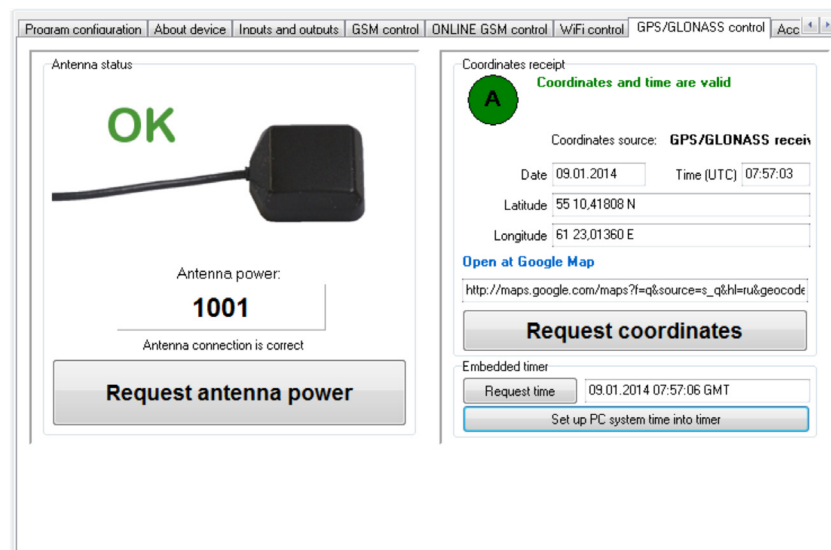 Program configuration About device Inputs and outputs GSM control ONLINE GSM control WiFi control GPS/GLONASS control Acc
Antenna status
OK
Antenna power:
1001
Antenna connection is correct
Request antenna power
Coordinates receipt
A
Coordinates and time are valid
Coordinates source: GPS/GLONASS receiv
Date 09.01.2014 Time (UTC) 07:57:03
Latitude 55 10,41808 N
Longitude 61 23,01360 E
Open at Google Map
http://maps.google.com/maps?f=q&source=s_q&hl=ru&geocode
Request coordinates
Embedded timer
Request time 09.01.2014 07:57:06 GMT
Set up PC system time into timer